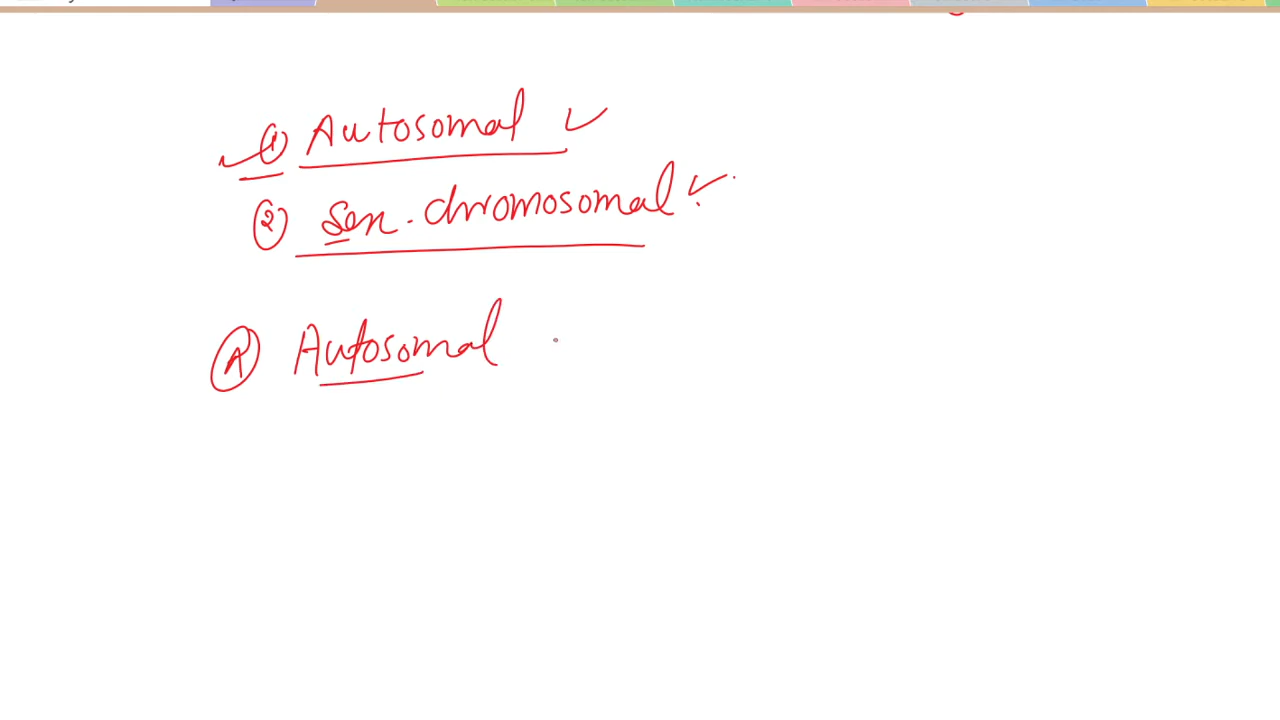 ① Autosomal ✓
② Sex - chromosomal ✓
Ⓐ Autosomal